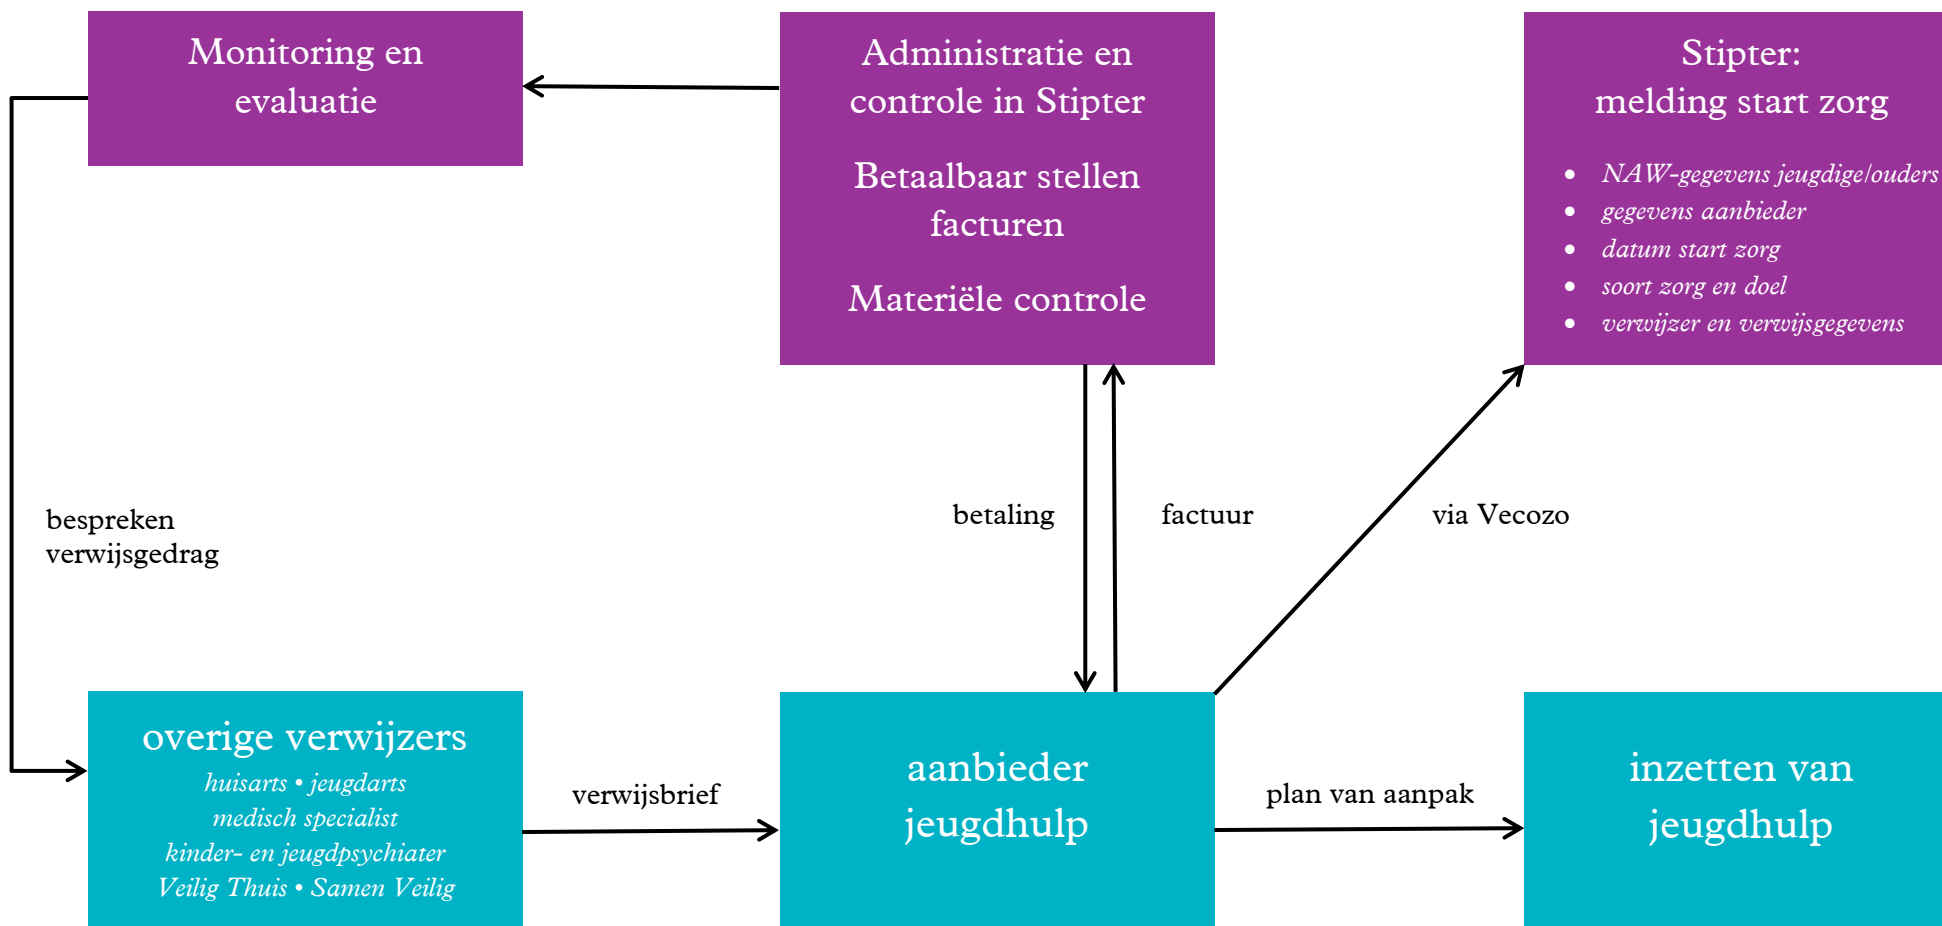 Monitoring en
evaluatie
Administratie en
controle in Stipter
Betaalbaar stellen
facturen
Materiële controle
Stipter:
melding start zorg
• NAW-gegevens jeugdige/ouders
• gegevens aanbieder
• datum start zorg
• soort zorg en doel
• verwijzer en verwijsgegevens
bespreken
verwijsgedrag
betaling
factuur
via Vecozo
overige verwijzers
huisarts • jeugdarts
medisch specialist
kinder- en jeugdpsychiater
Veilig Thuis • Samen Veilig
verwijsbrief
aanbieder
jeugdhulp
plan van aanpak
inzetten van
jeugdhulp